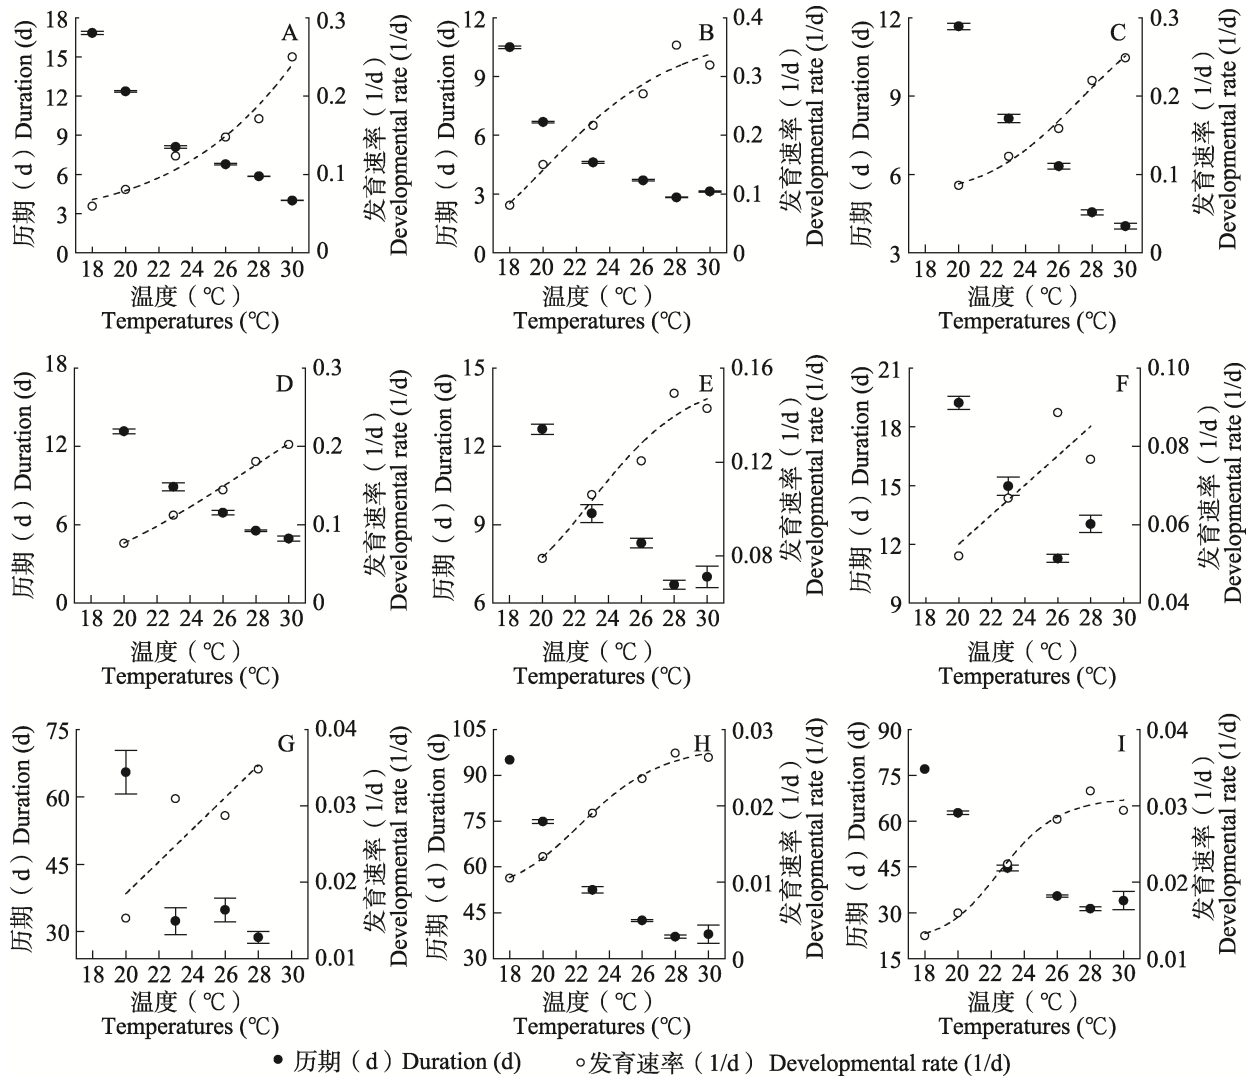 历期（d）Duration (d)
18
15
12
9
6
3
0
A
0.3
0.2
0.1
0
发育速率（1/d）
Developmental rate (1/d)
18 20 22 24 26 28 30
温度（℃）
Temperatures (℃)
历期（d）Duration (d)
12
9
6
3
0
B
0.4
0.3
0.2
0.1
0
发育速率（1/d）
Developmental rate (1/d)
18 20 22 24 26 28 30
温度（℃）
Temperatures (℃)
历期（d）Duration (d)
12
9
6
3
C
0.3
0.2
0.1
0
发育速率（1/d）
Developmental rate (1/d)
18 20 22 24 26 28 30
温度（℃）
Temperatures (℃)
历期（d）Duration (d)
18
12
6
0
D
0.3
0.2
0.1
0
发育速率（1/d）
Developmental rate (1/d)
18 20 22 24 26 28 30
温度（℃）
Temperatures (℃)
历期（d）Duration (d)
15
12
9
6
E
0.16
0.12
0.08
0.04
发育速率（1/d）
Developmental rate (1/d)
18 20 22 24 26 28 30
温度（℃）
Temperatures (℃)
历期（d）Duration (d)
21
18
15
12
9
F
0.10
0.08
0.06
0.04
发育速率（1/d）
Developmental rate (1/d)
18 20 22 24 26 28 30
温度（℃）
Temperatures (℃)
历期（d）Duration (d)
75
60
45
30
G
0.04
0.03
0.02
0.01
发育速率（1/d）
Developmental rate (1/d)
18 20 22 24 26 28 30
温度（℃）
Temperatures (℃)
历期（d）Duration (d)
105
90
75
60
45
30
H
0.03
0.02
0.01
0
发育速率（1/d）
Developmental rate (1/d)
18 20 22 24 26 28 30
温度（℃）
Temperatures (℃)
历期（d）Duration (d)
90
75
60
45
30
15
I
0.04
0.03
0.02
0.01
发育速率（1/d）
Developmental rate (1/d)
18 20 22 24 26 28 30
温度（℃）
Temperatures (℃)
历期（d）Duration (d) 发育速率（1/d） Developmental rate (1/d)